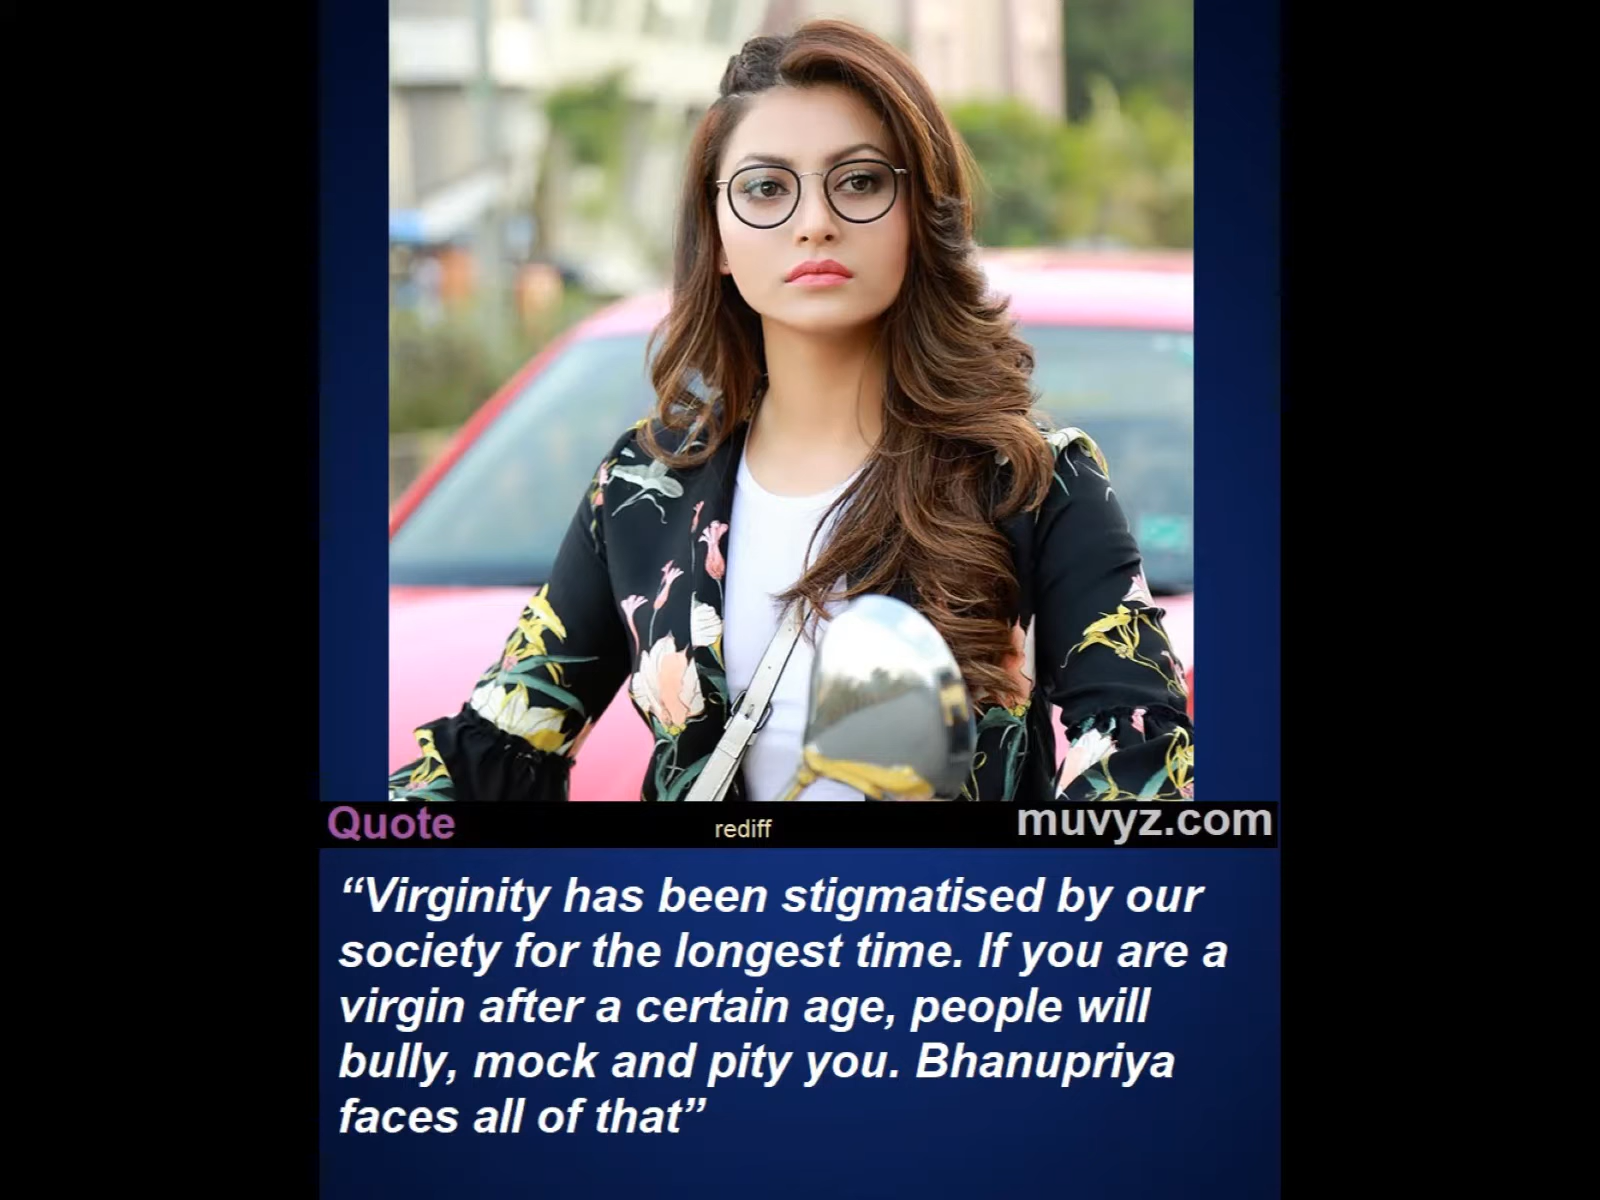 Quote
rediff
muvyz.com
“Virginity has been stigmatised by our
society for the longest time. If you are a
virgin after a certain age, people will
bully, mock and pity you. Bhanupriya
faces all of that”